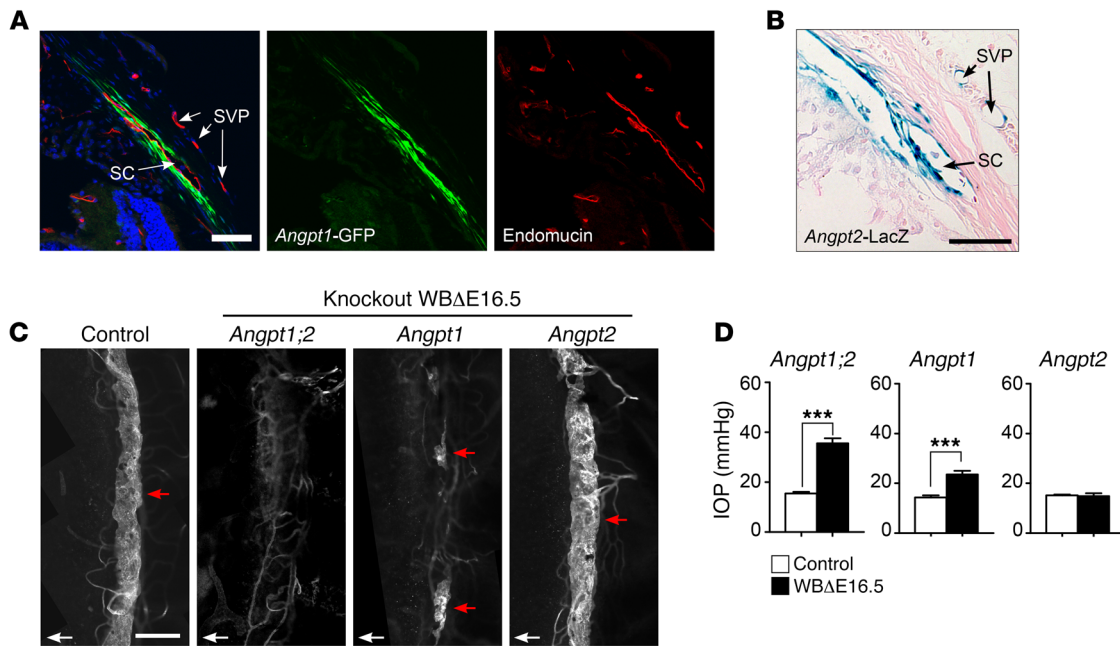 A
SVP
SC
Angpt1-GFP
Endomucin
B
SVP
SC
Angpt2-LacZ
Knockout WBΔE16.5
C
Control
Angpt1;2
Angpt1
Angpt2
D
Angpt1;2
Angpt1
Angpt2
IOP (mmHg)
60
40
20
0
***
60
40
20
0
***
60
40
20
0
Control
WBΔE16.5